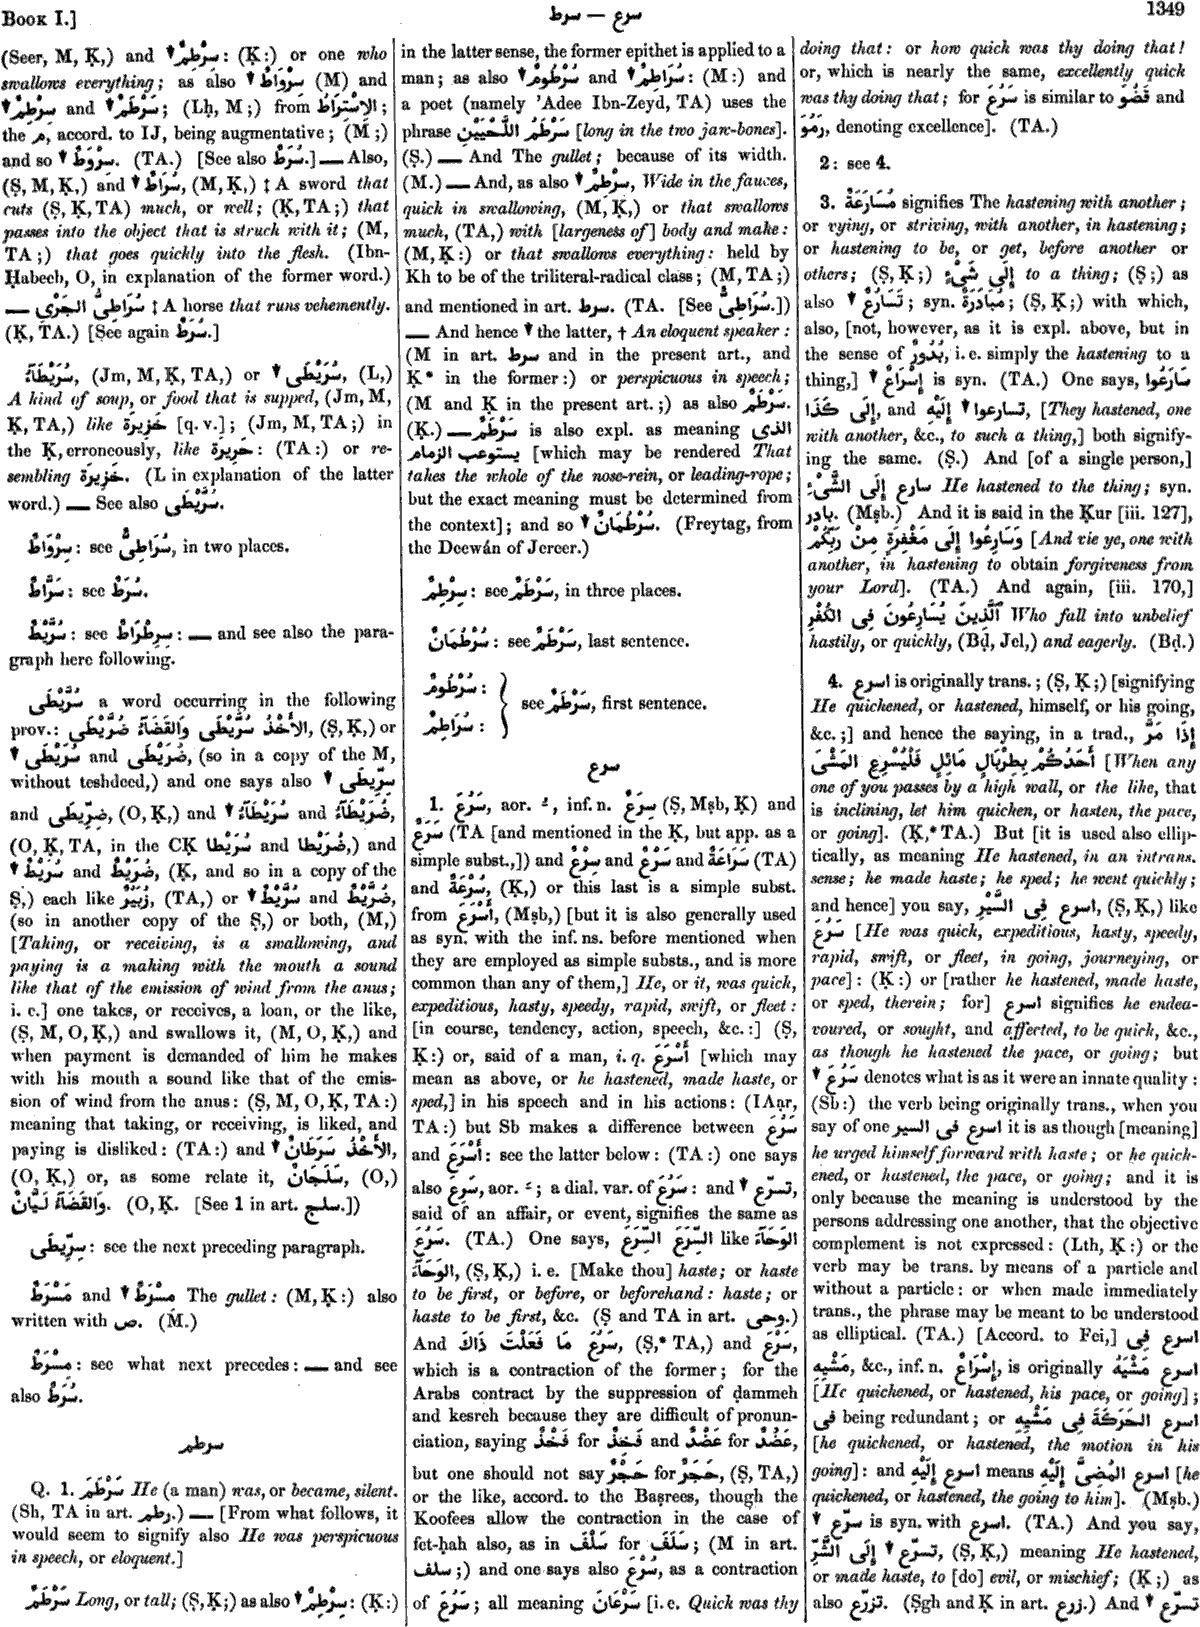 Book I.]
سرع — سرط
1349
(Seer, M, Ḳ,) and ↓ سِرْطِمٌ: (Ḳ:) or one who
swallows everything; as also ↓ سِرْوَاطٌ (M) and
↓ سِرْطِمٌ and ↓ سَرْطَمٌ; (Lḥ, M;) from الاِسْتِرَاطُ;
the م, accord. to IJ, being augmentative; (M;)
and so ↓ سِرْوَطٌ. (TA.) [See also سُرَطٌ.] — Also,
(Ṣ, M, Ḳ,) and ↓ سُرَاطٌ, (M, Ḳ,) ‡ A sword that
cuts (Ṣ, Ḳ, TA) much, or well; (Ḳ, TA;) that
passes into the object that is struck with it; (M,
TA;) that goes quickly into the flesh. (Ibn-
Ḥabeeb, O, in explanation of the former word.)
— سُرَاطِىُّ الجَرْىِ ‡ A horse that runs vehemently.
(Ḳ, TA.) [See again سُرَطٌ.]
سُرَيْطَآءُ, (Jm, M, Ḳ, TA,) or ↓ سُرَيْطَى, (L,)
A kind of soup, or food that is supped, (Jm, M,
Ḳ, TA,) like خَزِيرَة [q. v.]; (Jm, M, TA;) in
the Ḳ, erroneously, like حَرِيرَة: (TA:) or re-
sembling خَزِيرَة. (L in explanation of the latter
word.) — See also سُرَّيْطَى.
سِرْوَاطٌ: see سُرَاطِىٌّ, in two places.
سَرَّاطٌ: see سُرَطٌ.
سُرَّيْطٌ: see سِرِطْرَاطٌ: — and see also the para-
graph here following.
سُرَّيْطَى a word occurring in the following
prov.: الأَخْذُ سُرَّيْطَى وَالقَضَآءُ ضُرَّيْطَى, (Ṣ, Ḳ,) or
↓ سُرَيْطَى and ضُرَيْطَى, (so in a copy of the M,
without teshdeed,) and one says also ↓ سِرِّيطَى
and ضِرِّيطَى, (O, Ḳ,) and ↓ سُرَيْطَآءُ and ضُرَيْطَآءُ,
(O, Ḳ, TA, in the CḲ سُرَيْطا and ضُرَيْطا,) and
↓ سُرَيْطٌ and ضُرَيْطٌ, (Ḳ, and so in a copy of the
Ṣ,) each like زُبَيْرٌ, (TA,) or ↓ سُرَّيْطٌ and ضُرَّيْطٌ,
(so in another copy of the Ṣ,) or both, (M,)
[Taking, or receiving, is a swallowing, and
paying is a making with the mouth a sound
like that of the emission of wind from the anus;
i. e.] one takes, or receives, a loan, or the like,
(Ṣ, M, O, Ḳ,) and swallows it, (M, O, Ḳ,) and
when payment is demanded of him he makes
with his mouth a sound like that of the emis-
sion of wind from the anus: (Ṣ, M, O, Ḳ, TA:)
meaning that taking, or receiving, is liked, and
paying is disliked: (TA:) and ↓ الأَخْذُ سَرَطَانٌ,
(O, Ḳ,) or, as some relate it, سَلَجَانٌ, (O,)
وَالقَضَآءُ لَيَّانٌ. (O, Ḳ. [See 1 in art. سلج.])
سِرِّيطَى: see the next preceding paragraph.
مَسْرَطٌ and ↓ مِسْرَطٌ The gullet: (M, Ḳ:) also
written with ص. (M.)
مِسْرَطٌ: see what next precedes: — and see
also سُرَطٌ.
سرطم
Q. 1. سَرْطَمَ He (a man) was, or became, silent.
(Sh, TA in art. رطم.) — [From what follows, it
would seem to signify also He was perspicuous
in speech, or eloquent.]
سَرْطَمٌ Long, or tall; (Ṣ, Ḳ;) as also ↓ سِرْطِمٌ: (Ḳ:)
in the latter sense, the former epithet is applied to a
man; as also ↓ سُرْطُومٌ and ↓ سُرَاطِمٌ: (M:) and
a poet (namely ’Adee Ibn-Zeyd, TA) uses the
phrase سَرْطَمُ اللَّحْيَيْنِ [long in the two jaw-bones].
(Ṣ.) — And The gullet; because of its width.
(M.) — And, as also ↓ سِرْطِمٌ, Wide in the fauces,
quick in swallowing, (M, Ḳ,) or that swallows
much, (TA,) with [largeness of] body and make:
(M, Ḳ:) or that swallows everything: held by
Kh to be of the triliteral-radical class; (M, TA;)
and mentioned in art. سرط. (TA. [See سُرَاطِىٌّ.])
— And hence ↓ the latter, † An eloquent speaker:
(M in art. سرط and in the present art., and
Ḳ* in the former:) or perspicuous in speech;
(M and Ḳ in the present art.;) as also سَرْطَمٌ.
(Ḳ.) — سَرْطَمٌ is also expl. as meaning الذى
يستوعب الزمام [which may be rendered That
takes the whole of the nose-rein, or leading-rope;
but the exact meaning must be determined from
the context]; and so ↓ سُرْطُمَانٌ. (Freytag, from
the Deewán of Jereer.)
سِرْطِمٌ: see سَرْطَمٌ, in three places.
سُرْطُمَانٌ: see سَرْطَمٌ, last sentence.
سُرْطُومٌ:
سُرَاطِمٌ:
see سَرْطَمٌ, first sentence.
سرع
1. سَرُعَ, aor. ـُ, inf. n. سِرَعٌ (Ṣ, Mṣb, Ḳ) and
سَرَعٌ (TA [and mentioned in the Ḳ, but app. as a
simple subst.,]) and سِرْعٌ and سَرْعٌ and سَرَاعَةٌ (TA)
and سُرْعَةٌ, (Ḳ,) or this last is a simple subst.
from أَسْرَعَ, (Mṣb,) [but it is also generally used
as syn. with the inf. ns. before mentioned when
they are employed as simple substs., and is more
common than any of them,] He, or it, was quick,
expeditious, hasty, speedy, rapid, swift, or fleet:
[in course, tendency, action, speech, &c.:] (Ṣ,
Ḳ:) or, said of a man, i. q. أَسْرَعَ [which may
mean as above, or he hastened, made haste, or
sped,] in his speech and in his actions: (IAạr,
TA:) but Sb makes a difference between سَرُعَ
and أَسْرَعَ: see the latter below: (TA:) one says
also سَرِعَ, aor. ـَ; a dial. var. of سَرُعَ: and ↓ تسرّع,
said of an affair, or event, signifies the same as
سَرُعَ. (TA.) One says, السَّرَعَ السَّرَعَ like الوَحَآءَ
الوَحَآءَ, (Ṣ, Ḳ,) i. e. [Make thou] haste; or haste
to be first, or before, or beforehand: haste; or
haste to be first, &c. (Ṣ and TA in art. وحى.)
And سَرُعَ مَا فَعَلْتَ ذَاكَ, (Ṣ,* TA,) and سَرْعَ,
which is a contraction of the former; for the
Arabs contract by the suppression of ḍammeh
and kesreh because they are difficult of pronun-
ciation, saying فَخْذٌ for فَخِذٌ and عَضْدٌ for عَضُدٌ,
but one should not say حَجْرٌ for حَجَرٌ, (Ṣ, TA,)
or the like, accord. to the Baṣrees, though the
Koofees allow the contraction in the case of
fet-ḥah also, as in سَلْفٌ for سَلَفٌ; (M in art.
سلف;) and one says also سُرْعَ, as a contraction
of سَرُعَ; all meaning سَرْعَانَ [i. e. Quick was thy
doing that: or how quick was thy doing that!
or, which is nearly the same, excellently quick
was thy doing that; for سَرُعَ is similar to قَضُوَ and
رَمُوَ, denoting excellence]. (TA.)
2: see 4.
3. مُسَارَعَةٌ signifies The hastening with another;
or vying, or striving, with another, in hastening;
or hastening to be, or get, before another or
others; (Ṣ, Ḳ;) إِلَى شَىْءٍ to a thing; (Ṣ;) as
also ↓ تَسَارُعٌ; syn. مُبَادَرَةٌ; (Ṣ, Ḳ;) with which,
also, [not, however, as it is expl. above, but in
the sense of بُدُورٌ, i. e. simply the hastening to a
thing,] ↓ إِسْرَاعٌ is syn. (TA.) One says, سَارَعُوا
إِلَى كَذَا, and ↓ تسارعوا إِلَيْهِ, [They hastened, one
with another, &c., to such a thing,] both signify-
ing the same. (Ṣ.) And [of a single person,]
سارع إِلَى الشَّىْءِ He hastened to the thing; syn.
بادر. (Mṣb.) And it is said in the Ḳur [iii. 127],
وَسَارِعُوا إِلَى مَغْفِرَةٍ مِنْ رَبِّكُمْ [And vie ye, one with
another, in hastening to obtain forgiveness from
your Lord]. (TA.) And again, [iii. 170,]
ٱلَّذِينَ يُسَارِعُونَ فِى الكُفْرِ Who fall into unbelief
hastily, or quickly, (Bḍ, Jel,) and eagerly. (Bḍ.)
4. اسرع is originally trans.; (Ṣ, Ḳ;) [signifying
He quickened, or hastened, himself, or his going,
&c.;] and hence the saying, in a trad., إِذَا مَرَّ
أَحَدُكُمْ بِطِرْبَالٍ مَائِلٍ فَلْيُسْرِعِ المَشْىَ [When any
one of you passes by a high wall, or the like, that
is inclining, let him quicken, or hasten, the pace,
or going]. (Ḳ,* TA.) But [it is used also ellip-
tically, as meaning He hastened, in an intrans.
sense; he made haste; he sped; he went quickly;
and hence] you say, اسرع فِى السَّيْرِ, (Ṣ, Ḳ,) like
سَرُعَ [He was quick, expeditious, hasty, speedy,
rapid, swift, or fleet, in going, journeying, or
pace]: (Ḳ:) or [rather he hastened, made haste,
or sped, therein; for] اسرع signifies he endea-
voured, or sought, and affected, to be quick, &c.,
as though he hastened the pace, or going; but
↓ سَرُعَ denotes what is as it were an innate quality:
(Sb:) the verb being originally trans., when you
say of one اسرع فى السير it is as though [meaning]
he urged himself forward with haste; or he quick-
ened, or hastened, the pace, or going; and it is
only because the meaning is understood by the
persons addressing one another, that the objective
complement is not expressed: (Lth, Ḳ:) or the
verb may be trans. by means of a particle and
without a particle: or when made immediately
trans., the phrase may be meant to be understood
as elliptical. (TA.) [Accord. to Fei,] اسرع فِى
مَشْيِهِ, &c., inf. n. إِسْرَاعٌ, is originally اسرع مَشْيَهُ
[He quickened, or hastened, his pace, or going];
فى being redundant; or اسرع الحَرَكَةَ فِى مَشْيِهِ
[he quickened, or hastened, the motion in his
going]: and اسرع إِلَيْهِ means اسرع المُضِىَّ إِلَيْهِ [he
quickened, or hastened, the going to him]. (Mṣb.)
↓ سرّع is syn. with اسرع. (TA.) And you say,
↓ تسرّع إِلَى الشَّرِّ, (Ṣ, Ḳ,) meaning He hastened,
or made haste, to [do] evil, or mischief; (Ḳ;) as
also تزرّع. (Ṣgh and Ḳ in art. زرع.) And ↓ تسرّع